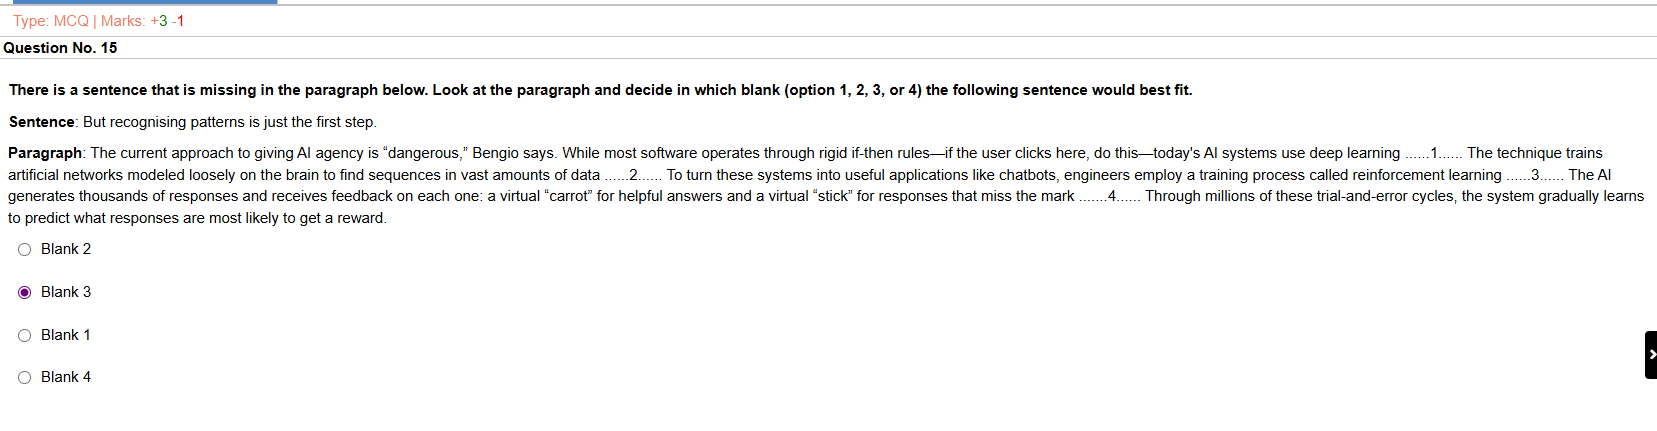 Type: MCQ | Marks: +3 -1
Question No. 15
There is a sentence that is missing in the paragraph below. Look at the paragraph and decide in which blank (option 1, 2, 3, or 4) the following sentence would best fit.
Sentence: But recognising patterns is just the first step.
Paragraph: The current approach to giving AI agency is “dangerous,” Bengio says. While most software operates through rigid if-then rules—if the user clicks here, do this—today's AI systems use deep learning ......1...... The technique trains
artificial networks modeled loosely on the brain to find sequences in vast amounts of data ......2...... To turn these systems into useful applications like chatbots, engineers employ a training process called reinforcement learning ......3...... The AI
generates thousands of responses and receives feedback on each one: a virtual “carrot” for helpful answers and a virtual “stick” for responses that miss the mark .......4...... Through millions of these trial-and-error cycles, the system gradually learns
to predict what responses are most likely to get a reward.
Blank 2
Blank 3
Blank 1
Blank 4